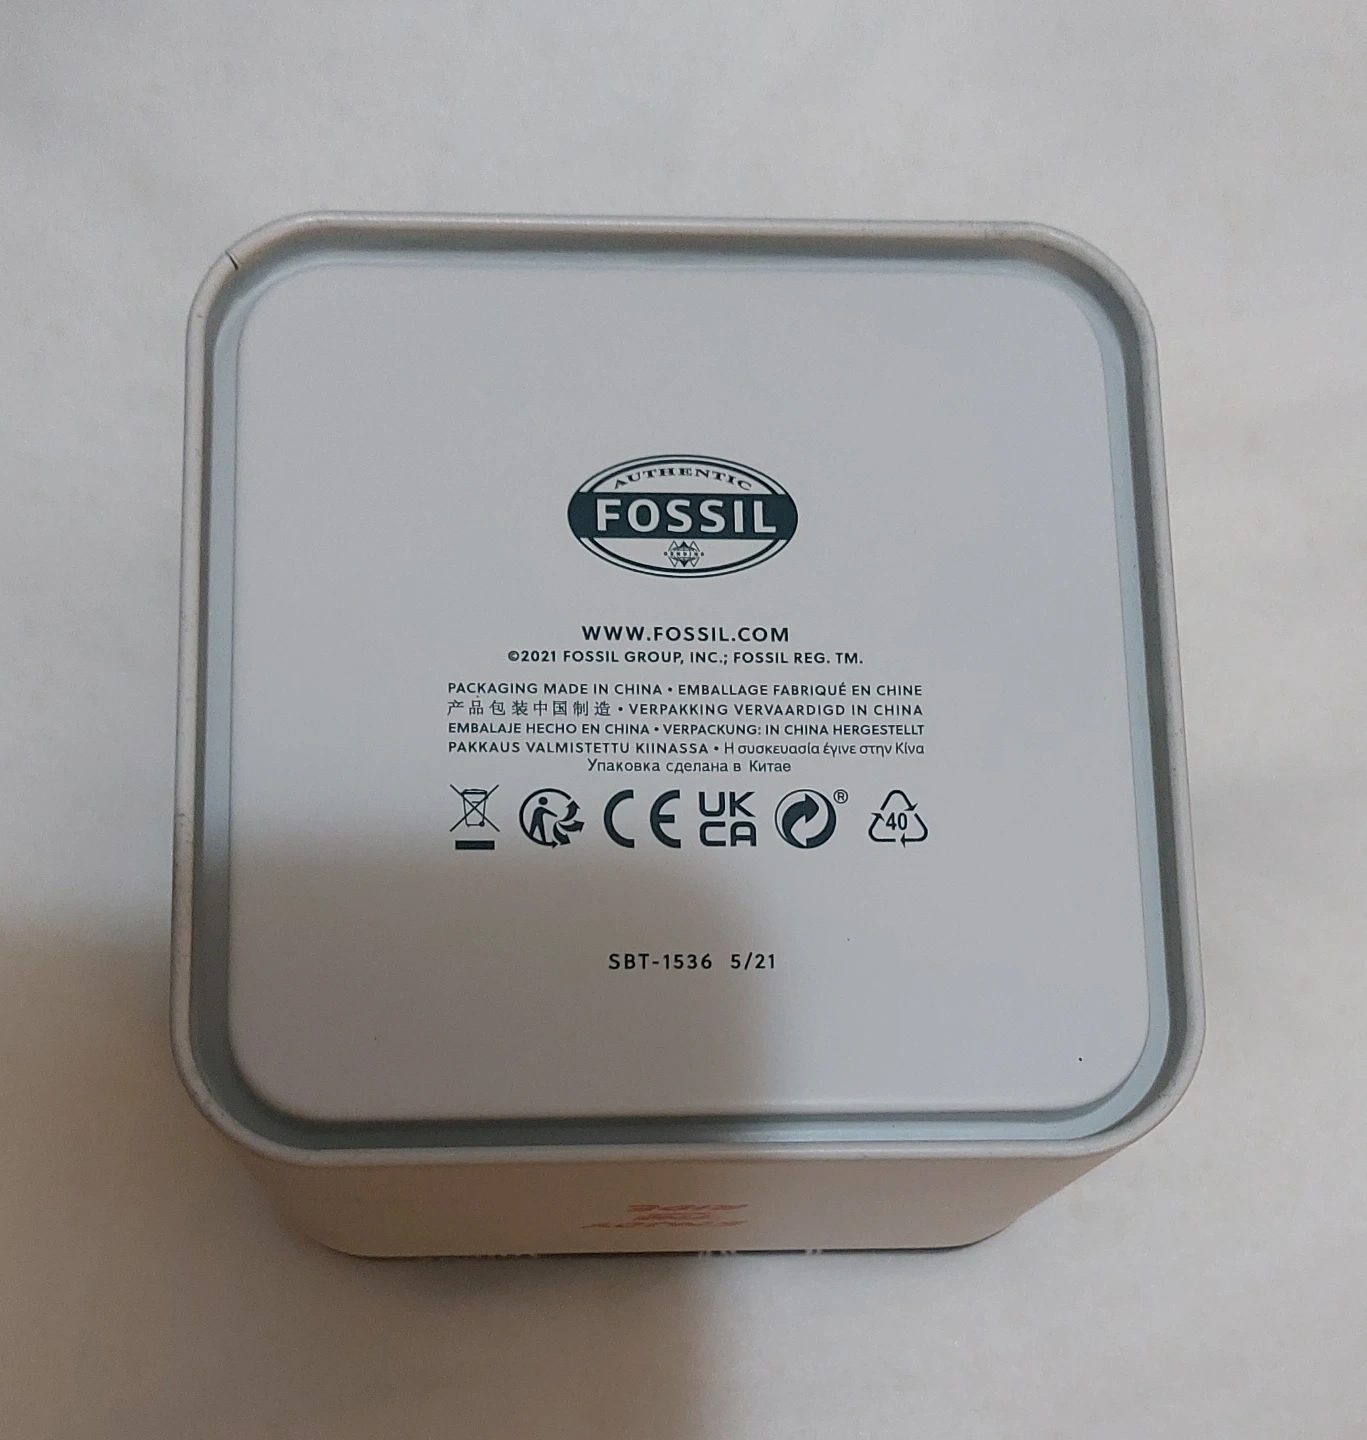 AUTHENTIC
FOSSIL
WWW.FOSSIL.COM
©2021 FOSSIL GROUP, INC.; FOSSIL REG. TM.
PACKAGING MADE IN CHINA • EMBALLAGE FABRIQUÉ EN CHINE
产品包装中国制造 • VERPAKKING VERVAARDIGD IN CHINA
EMBALAJE HECHO EN CHINA • VERPACKUNG: IN CHINA HERGESTELLT
PAKKAUS VALMISTETTU KIINASSA • Η συσκευασία έγινε στην Κίνα
Упаковка сделана в Китае
CE UK CA ® 40
SBT-1536 5/21
ENJOY
THE
RIDE